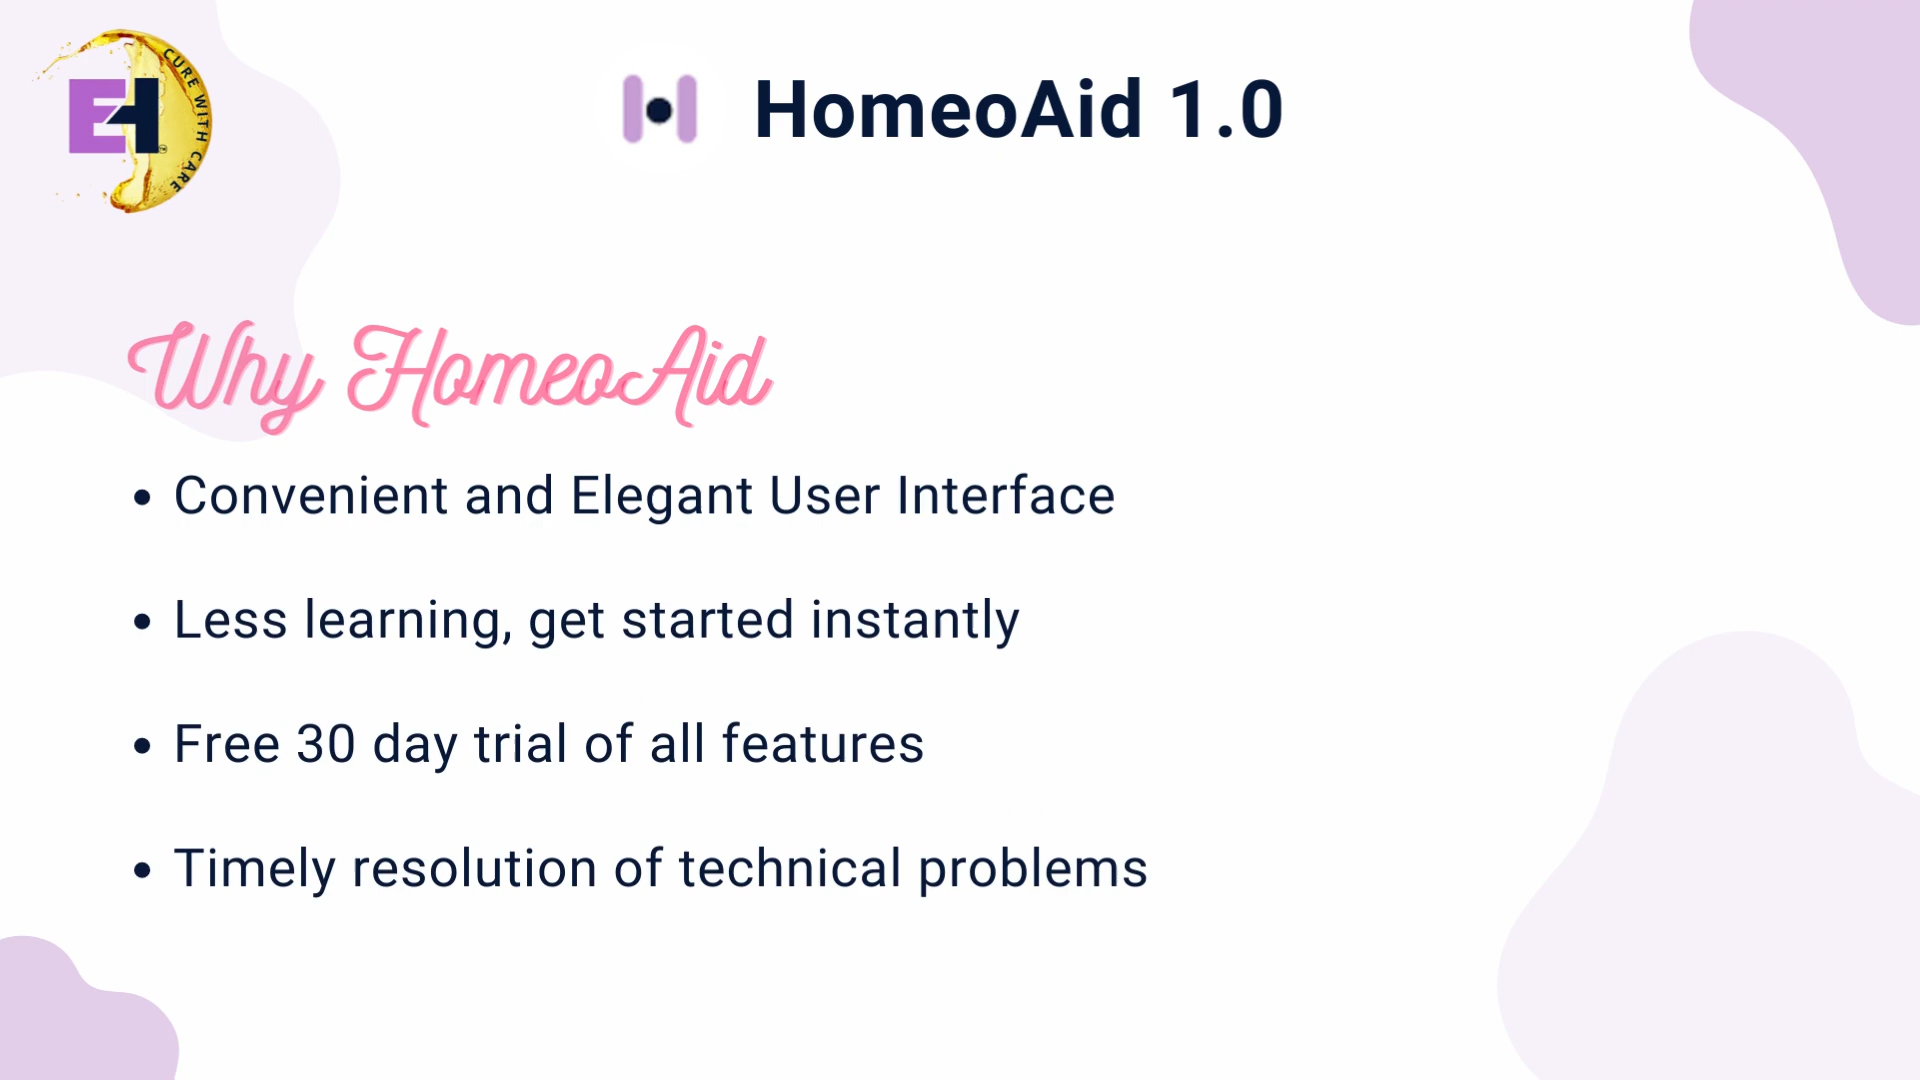 EH
CURE WITH CARE
HomeoAid 1.0
Why HomeoAid
• Convenient and Elegant User Interface
• Less learning, get started instantly
• Free 30 day trial of all features
• Timely resolution of technical problems